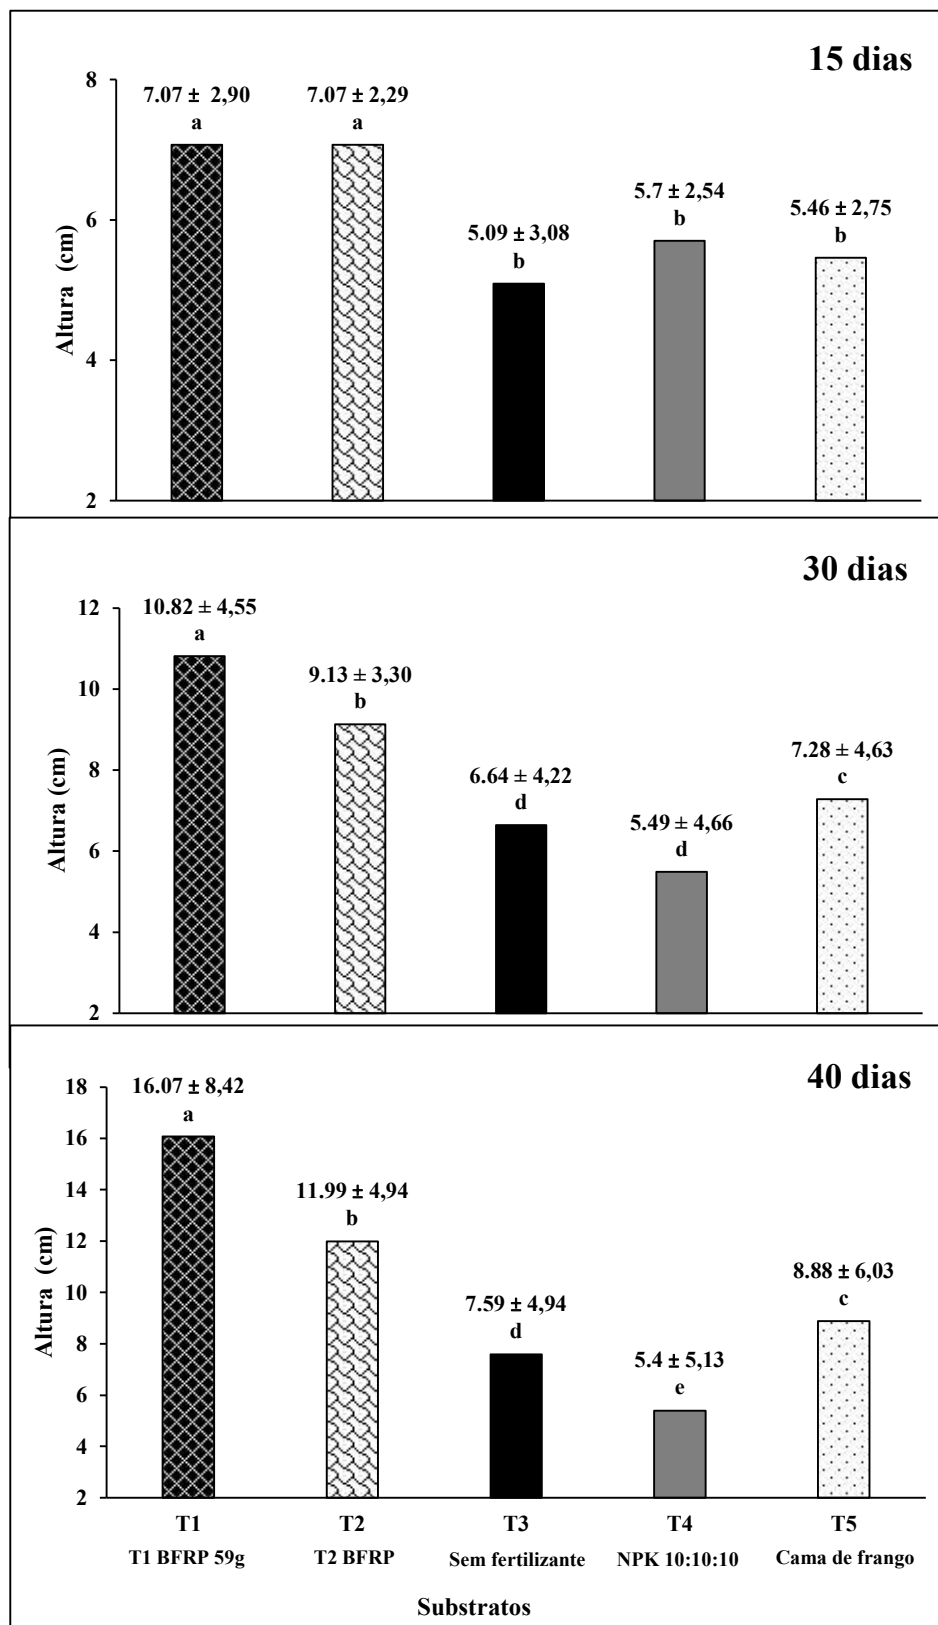 15 dias
8
7.07 ± 2,90
a
7.07 ± 2,29
a
5.09 ± 3,08
b
5.7 ± 2,54
b
5.46 ± 2,75
b
6
4
2
Altura (cm)
30 dias
12
10.82 ± 4,55
a
9.13 ± 3,30
b
6.64 ± 4,22
d
5.49 ± 4,66
d
7.28 ± 4,63
c
10
8
6
4
2
Altura (cm)
40 dias
18
16.07 ± 8,42
a
11.99 ± 4,94
b
7.59 ± 4,94
d
5.4 ± 5,13
e
8.88 ± 6,03
c
16
14
12
10
8
6
4
2
Altura (cm)
T1 T2 T3 T4 T5
T1 BFRP 59g T2 BFRP Sem fertilizante NPK 10:10:10 Cama de frango
Substratos